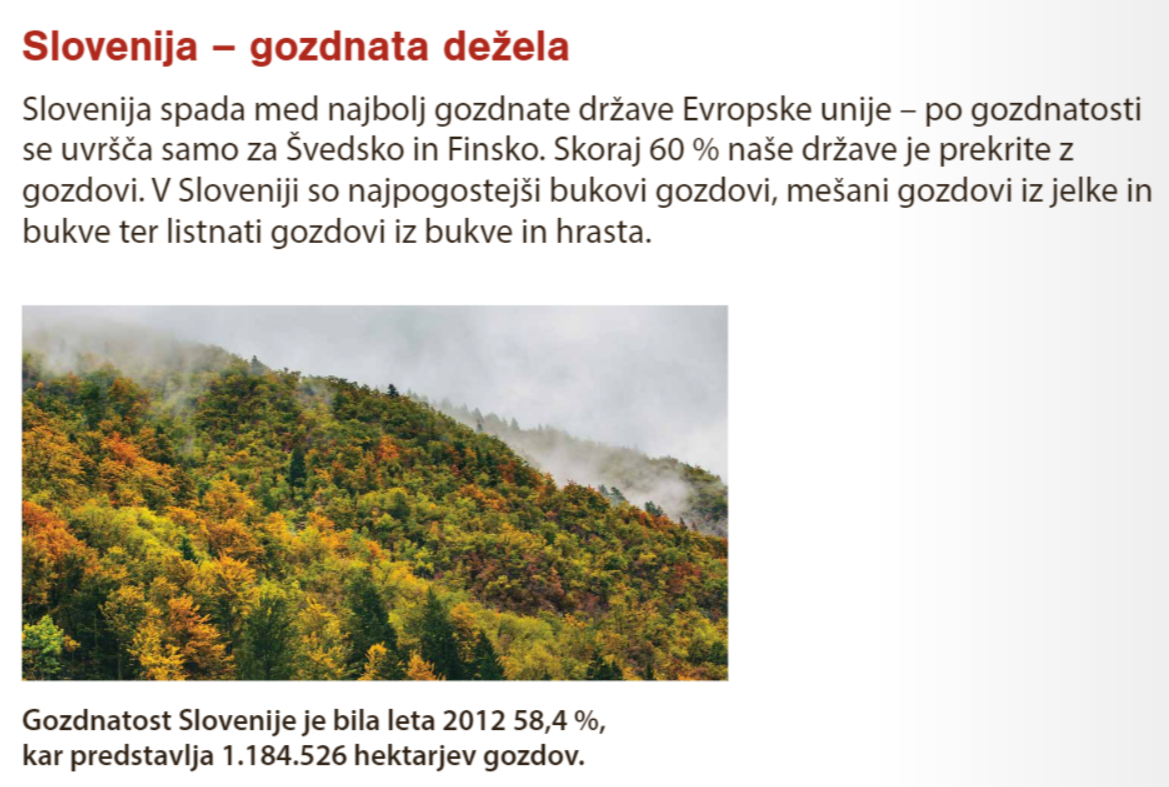 Slovenija – gozdnata dežela
Slovenija spada med najbolj gozdnate države Evropske unije – po gozdnatosti
se uvršča samo za Švedsko in Finsko. Skoraj 60 % naše države je prekrite z
gozdovi. V Sloveniji so najpogostejši bukovi gozdovi, mešani gozdovi iz jelke in
bukve ter listnati gozdovi iz bukve in hrasta.
Gozdnatost Slovenije je bila leta 2012 58,4 %,
kar predstavlja 1.184.526 hektarjev gozdov.